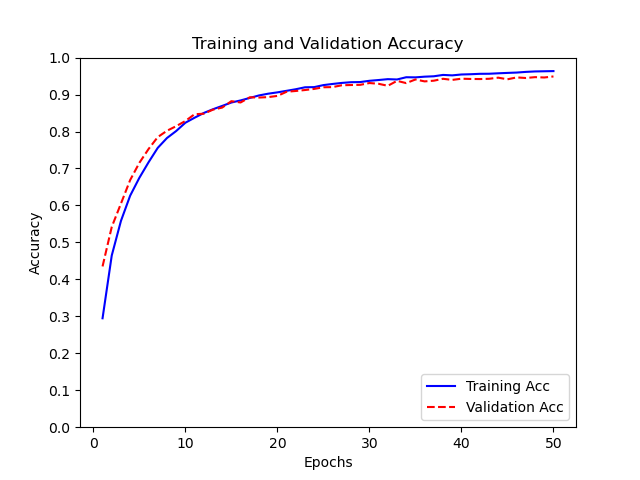 Training and Validation Accuracy
1.0
0.9
0.8
0.7
0.6
0.5
0.4
0.3
0.2
0.1
0.0
Accuracy
0 10 20 30 40 50
Epochs
Training Acc
Validation Acc